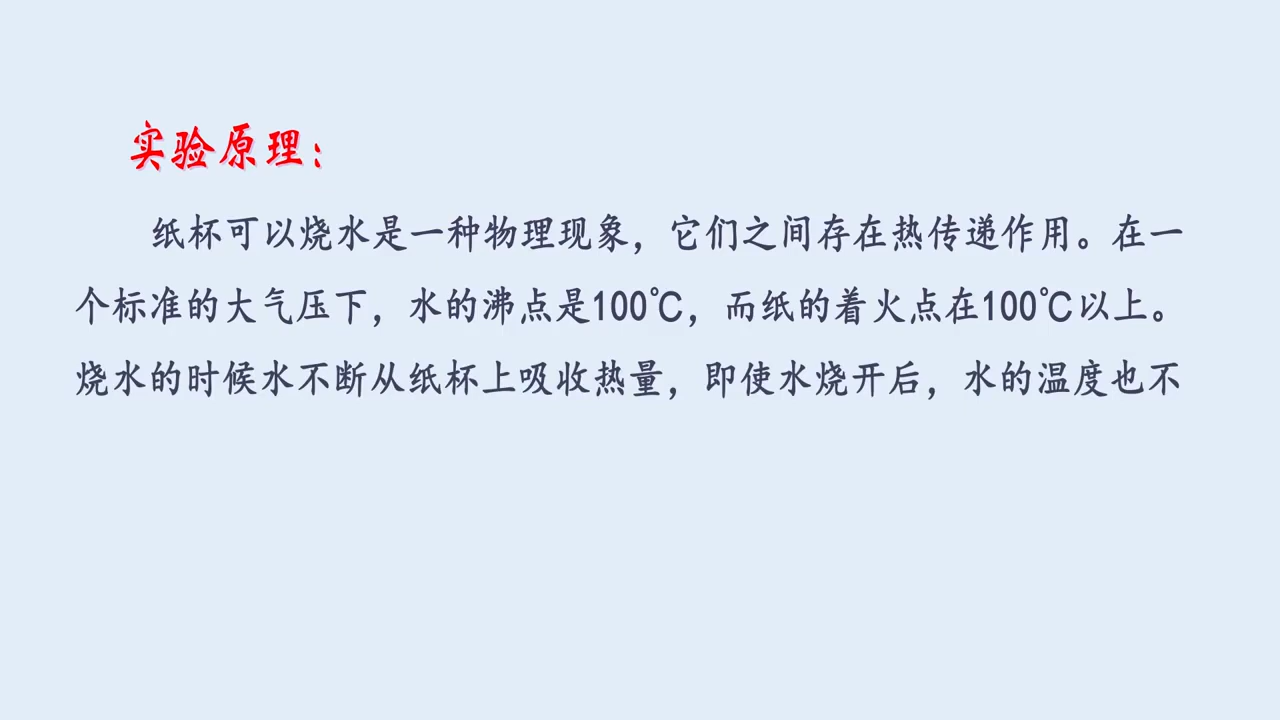 实验原理：
纸杯可以烧水是一种物理现象，它们之间存在热传递作用。在一
个标准的大气压下，水的沸点是100℃，而纸的着火点在100℃以上。
烧水的时候水不断从纸杯上吸收热量，即使水烧开后，水的温度也不